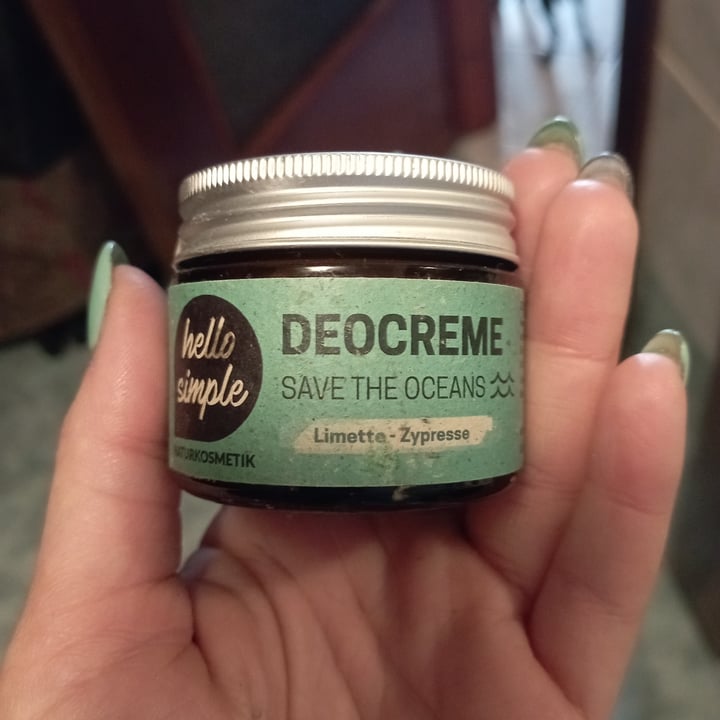 hello
simple
NATURKOSMETIK
DEOCREME
SAVE THE OCEANS
Limette - Zypresse